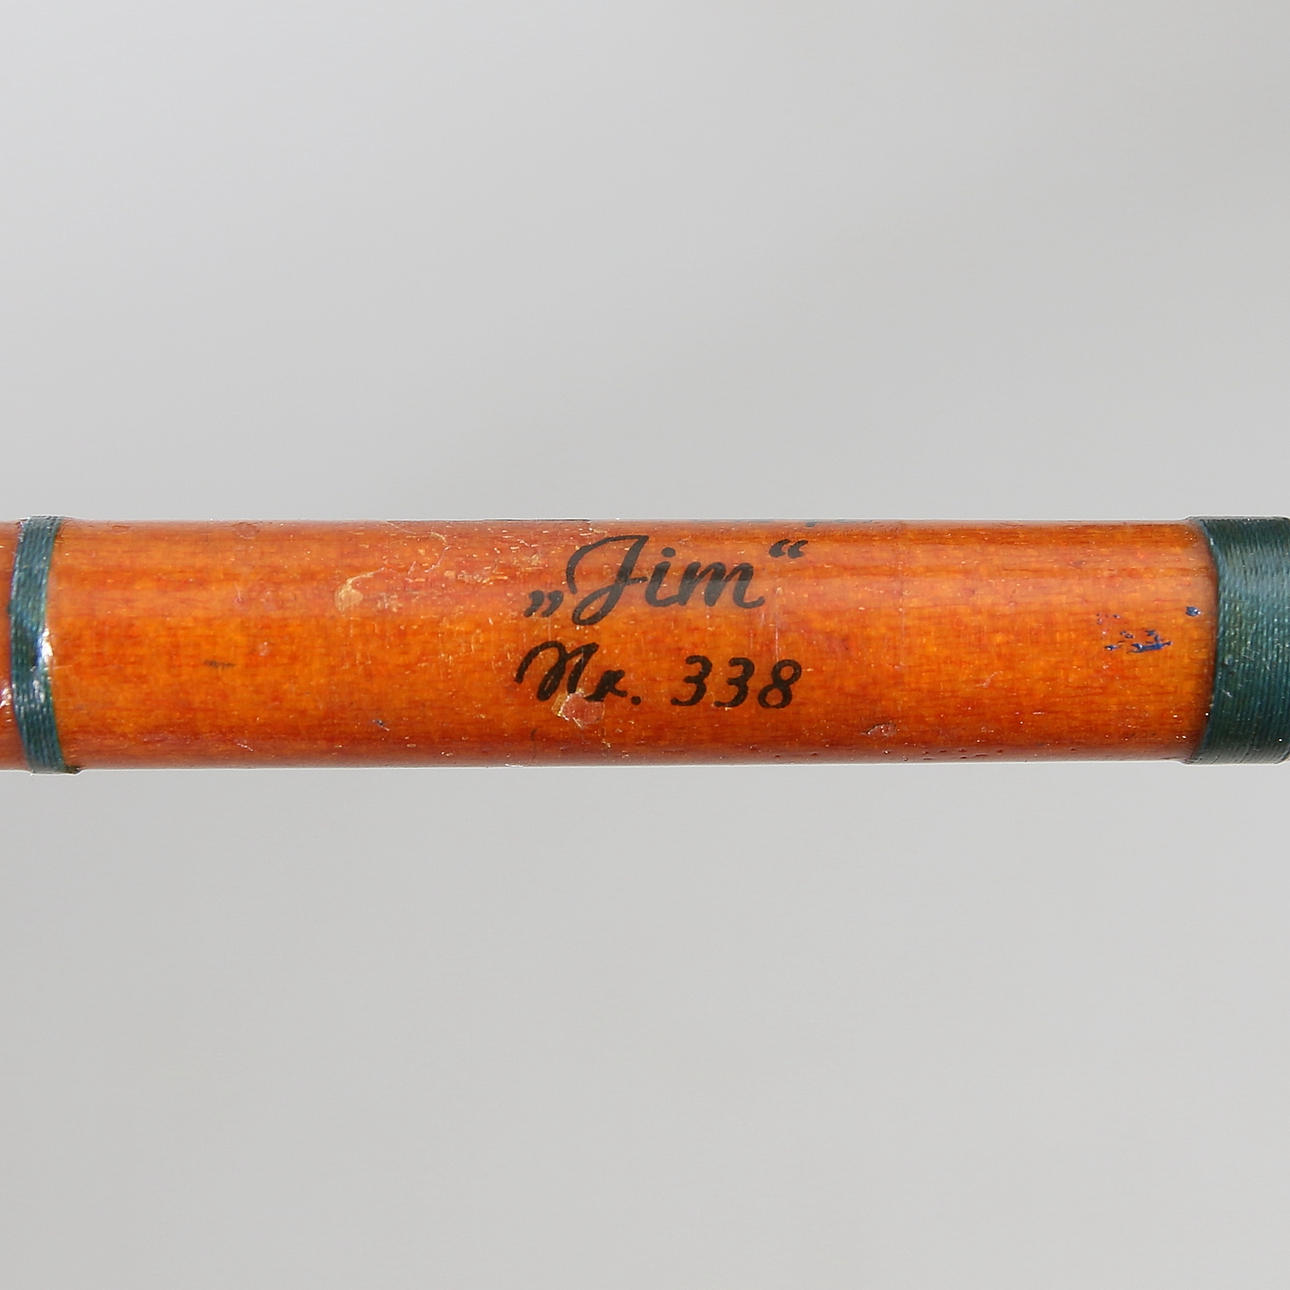 „Jim“
Nr. 338